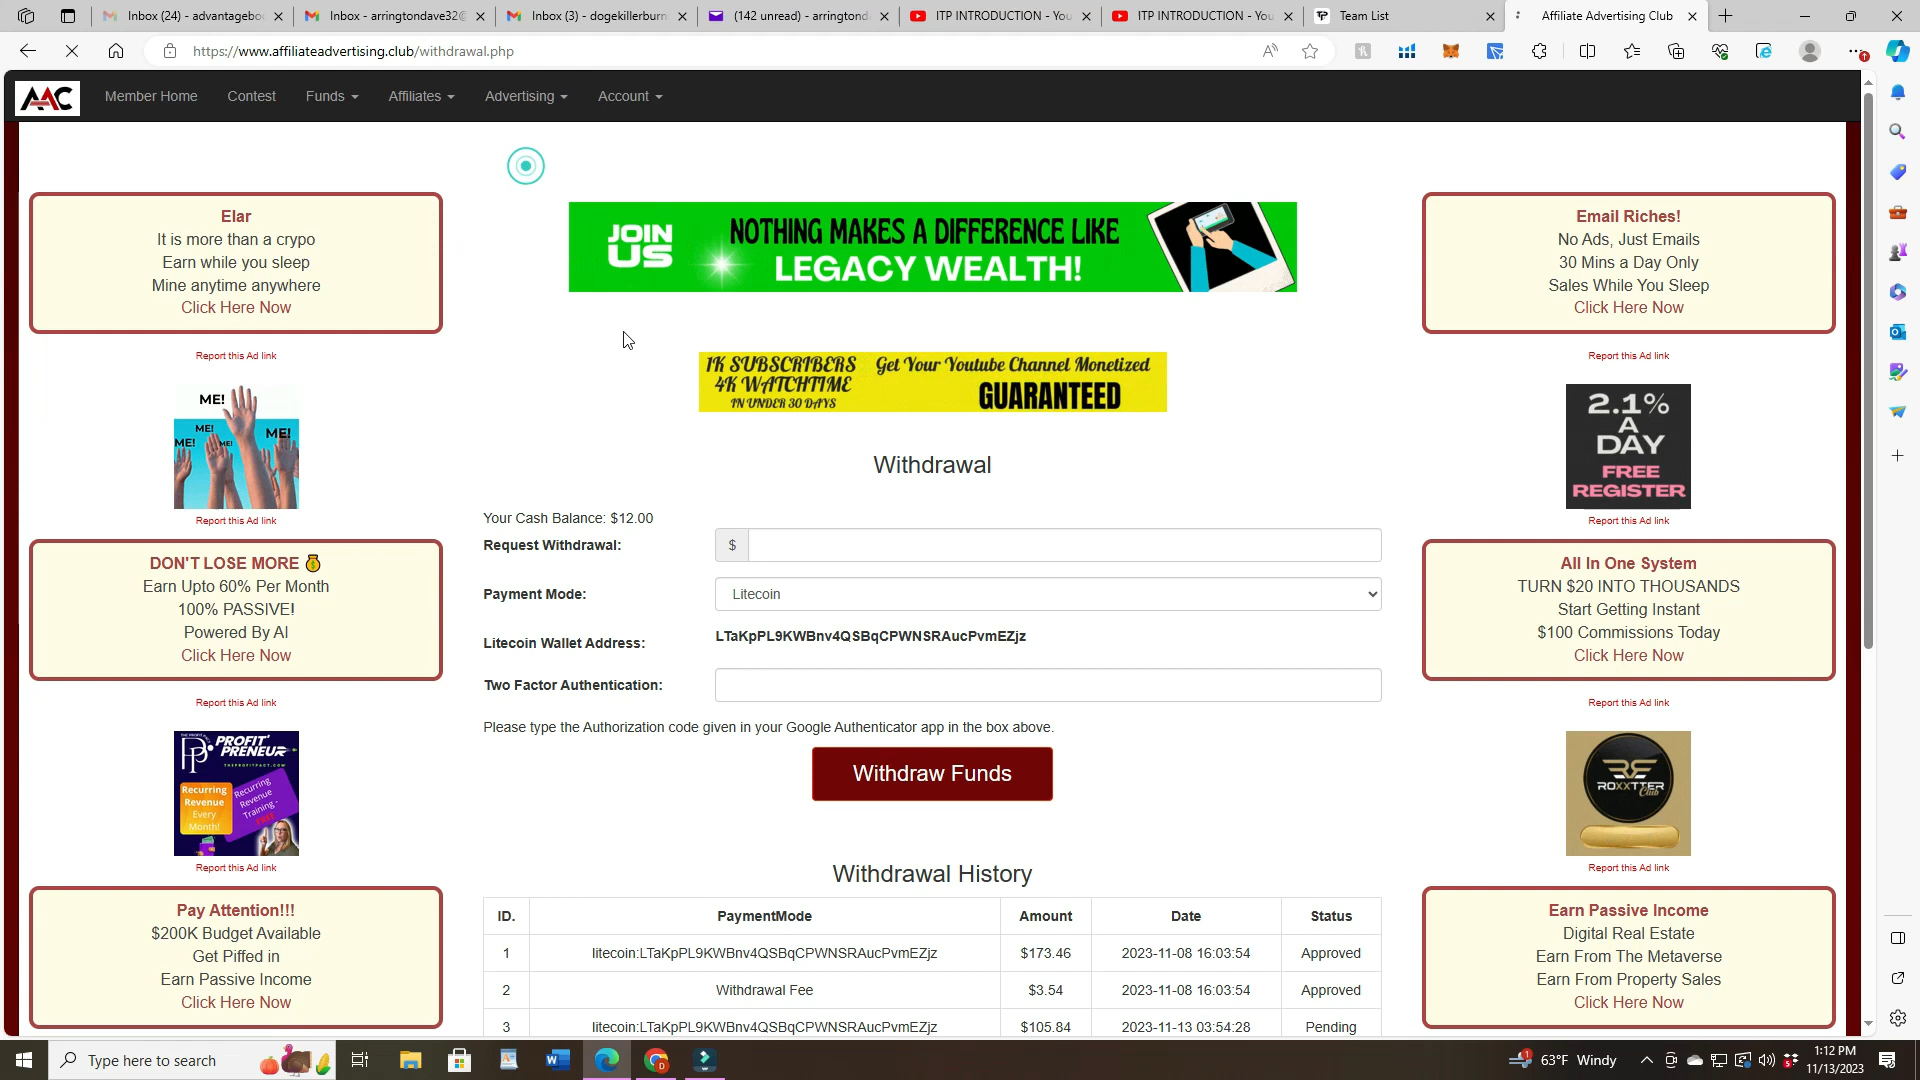 Inbox (24) - advantagebo
Inbox - arringtondave32@
Inbox (3) - dogekillerburn
(142 unread) - arringtond
ITP INTRODUCTION - You
ITP INTRODUCTION - You
Team List
Affiliate Advertising Club
https://www.affiliateadvertising.club/withdrawal.php
AAC
Member Home
Contest
Funds
Affiliates
Advertising
Account
JOIN US
NOTHING MAKES A DIFFERENCE LIKE
LEGACY WEALTH!
1K SUBSCRIBERS
4K WATCHTIME
IN UNDER 30 DAYS
Get Your Youtube Channel Monetized
GUARANTEED
Elar
It is more than a crypo
Earn while you sleep
Mine anytime anywhere
Click Here Now
Report this Ad link
ME!
ME!
ME!
ME!
ME!
Report this Ad link
DON'T LOSE MORE 💰
Earn Upto 60% Per Month
100% PASSIVE!
Powered By AI
Click Here Now
Report this Ad link
PROFIT'
PRENEUR
THEPROFITPACT.COM
Recurring
Revenue
Every
Month!
Recurring
Revenue
Training -
FREE
Report this Ad link
Pay Attention!!!
$200K Budget Available
Get Piffed in
Earn Passive Income
Click Here Now
Withdrawal
Your Cash Balance: $12.00
Request Withdrawal:
$
Payment Mode:
Litecoin
Litecoin Wallet Address:
LTaKpPL9KWBnv4QSBqCPWNSRAucPvmEZjz
Two Factor Authentication:
Please type the Authorization code given in your Google Authenticator app in the box above.
Withdraw Funds
Withdrawal History
ID. PaymentMode Amount Date Status
1 litecoin:LTaKpPL9KWBnv4QSBqCPWNSRAucPvmEZjz $173.46 2023-11-08 16:03:54 Approved
2 Withdrawal Fee $3.54 2023-11-08 16:03:54 Approved
3 litecoin:LTaKpPL9KWBnv4QSBqCPWNSRAucPvmEZjz $105.84 2023-11-13 03:54:28 Pending
Email Riches!
No Ads, Just Emails
30 Mins a Day Only
Sales While You Sleep
Click Here Now
Report this Ad link
2.1%
A
DAY
FREE
REGISTER
Report this Ad link
All In One System
TURN $20 INTO THOUSANDS
Start Getting Instant
$100 Commissions Today
Click Here Now
Report this Ad link
ROXXTTER
Club
Report this Ad link
Earn Passive Income
Digital Real Estate
Earn From The Metaverse
Earn From Property Sales
Click Here Now
Type here to search
63°F Windy
1:12 PM
11/13/2023